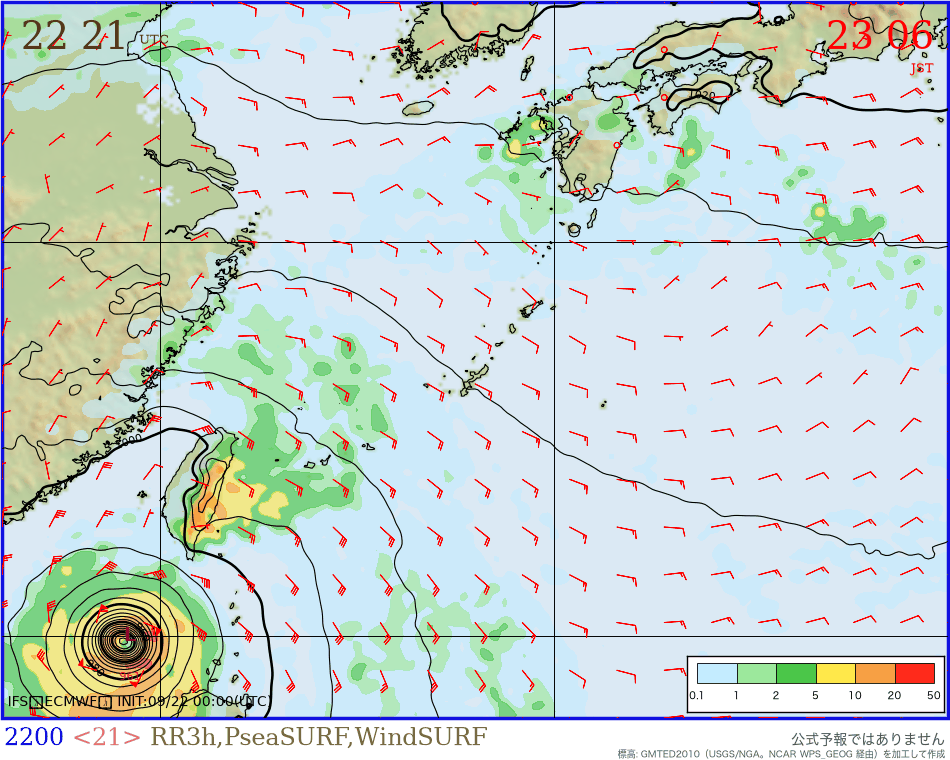 22 21 UTC
23 06
JST
1020
1000
IFS□ECMWF□ INIT:09/22 00:00(UTC)
0.1 1 2 5 10 20 50
2200 <21> RR3h,PseaSURF,WindSURF
公式予報ではありません
標高: GMTED2010（USGS/NGA。NCAR WPS_GEOG 経由）を加工して作成